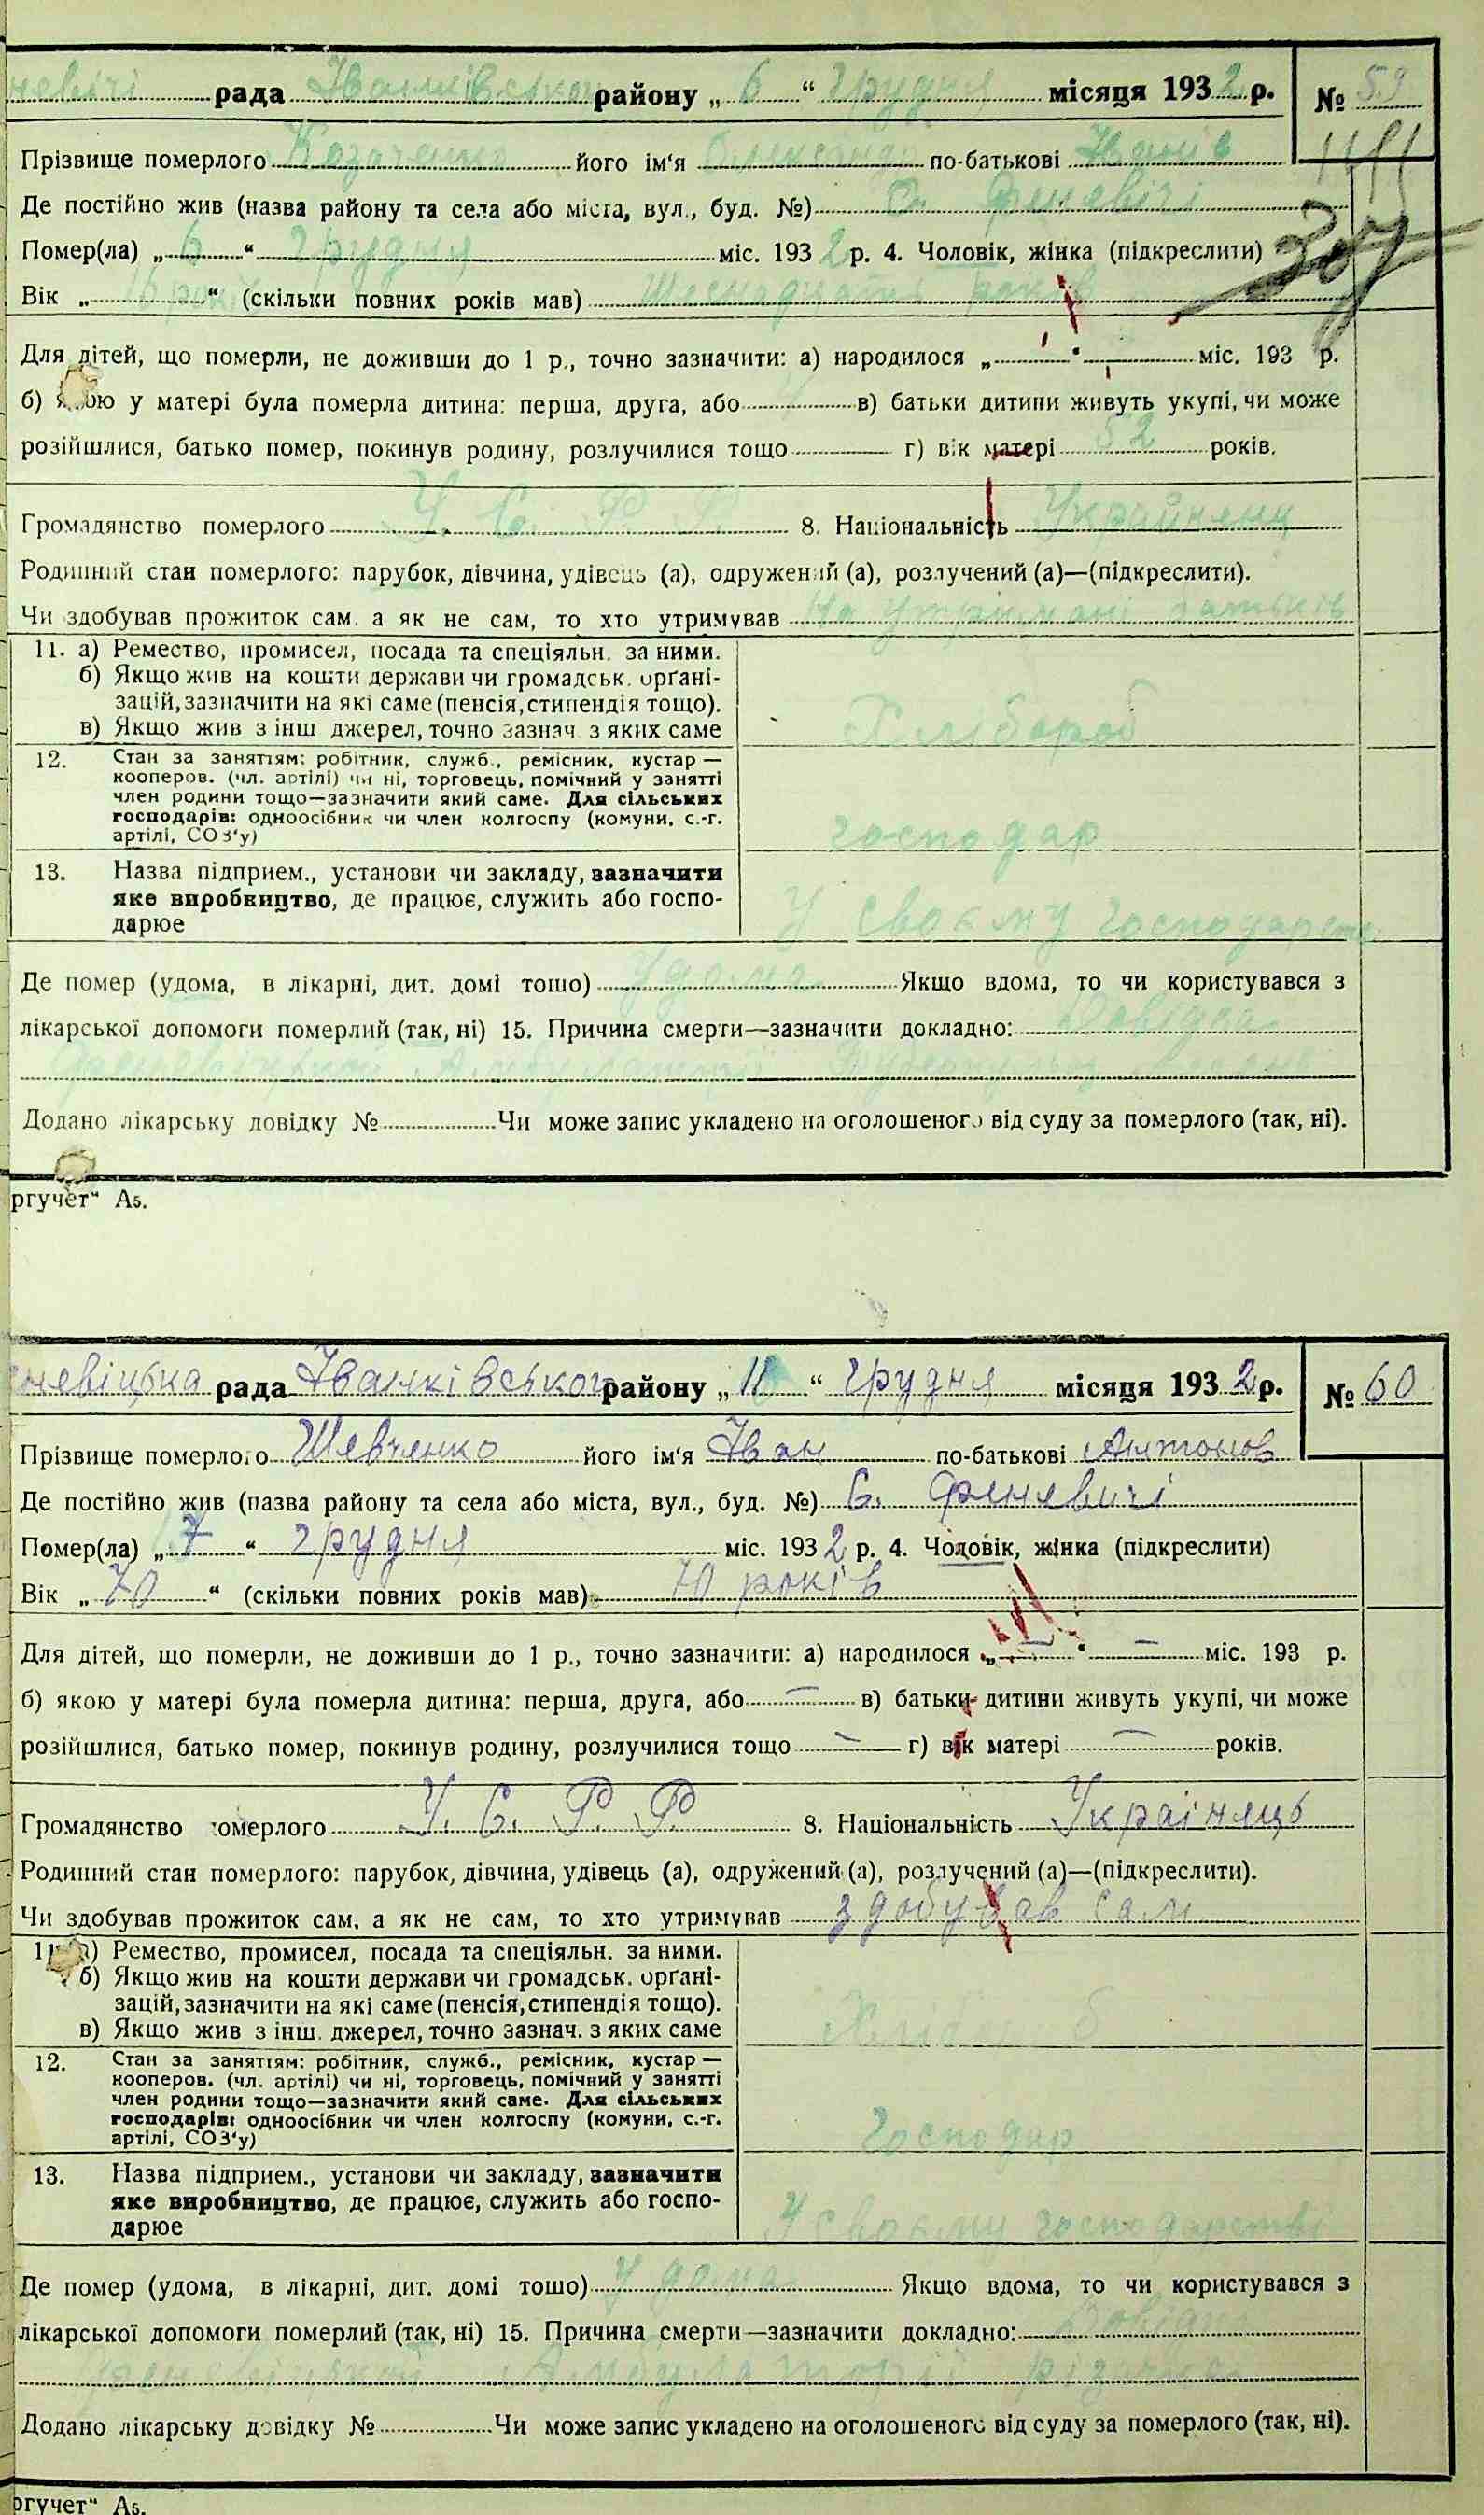 невічі рада Іванківського району „ 6 “ грудня місяця 1932 р. № 59
Прізвище померлого Козаченко його ім‘я Олександр по-батькові Іванів
Де постійно жив (назва району та села або міста, вул., буд. №) С. Феневічі
Помер(ла) „ 6 “ грудня міс. 1932 р. 4. Чоловік, жінка (підкреслити)
Вік „ 16 рок “ (скільки повних років мав) Шеснадцять років
Для дітей, що померли, не доживши до 1 р., точно зазначити: а) народилося „ “ міс. 193 р.
б) якою у матері була померла дитина: перша, друга, або в) батьки дитини живуть укупі, чи може
розійшлися, батько помер, покинув родину, розлучилися тощо г) вік матері 52 років.
Громадянство померлого У. С. Р. Р. 8. Національність Українець
Родинний стан померлого: парубок, дівчина, удівець (а), одружений (а), розлучений (а)—(підкреслити).
Чи здобував прожиток сам, а як не сам, то хто утримував На утримані батьків
11. а) Ремество, промисел, посада та спеціяльн. за ними.
б) Якщо жив на кошти держави чи громадськ. орґані-
зацій, зазначити на які саме (пенсія, стипендія тощо).
в) Якщо жив з інш джерел, точно зазнач з яких саме
Хлібороб
12. Стан за заняттям: робітник, служб., ремісник, кустар —
кооперов. (чл. артілі) чи ні, торговець, помічний у занятті
член родини тощо—зазначити який саме. Для сільських
господарів: одноосібник чи член колгоспу (комуни, с.-г.
артілі, СОЗ‘у)
господар
13. Назва підприєм., установи чи закладу, зазначити
яке виробництво, де працює, служить або госпо-
дарює
У своєму господарстві
Де помер (удома, в лікарні, дит. домі тошо) удома Якщо вдома, то чи користувався з
лікарської допомоги померлий (так, ні) 15. Причина смерти—зазначити докладно: Довідка
Феневіцької Амбулаторії
Додано лікарську довідку № Чи може запис укладено на оголошеного від суду за померлого (так, ні).
ргучет“ А5.
невіцька рада Іванківського району „ 11 “ грудня місяця 1932 р. № 60
Прізвище померлого Шевченко його ім‘я Іван по-батькові Антонов
Де постійно жив (назва району та села або міста, вул., буд. №) С. Феневичі
Помер(ла) „ 7 “ грудня міс. 1932 р. 4. Чоловік, жінка (підкреслити)
Вік „ 70 “ (скільки повних років мав) 70 років
Для дітей, що померли, не доживши до 1 р., точно зазначити: а) народилося „ — “ — міс. 193 р.
б) якою у матері була померла дитина: перша, друга, або — в) батьки дитини живуть укупі, чи може
розійшлися, батько помер, покинув родину, розлучилися тощо — г) вік матері — років.
Громадянство померлого У. С. Р. Р. 8. Національність Українець
Родинний стан померлого: парубок, дівчина, удівець (а), одружений (а), розлучений (а)—(підкреслити).
Чи здобував прожиток сам, а як не сам, то хто утримував здобував сам
11. а) Ремество, промисел, посада та спеціяльн. за ними.
б) Якщо жив на кошти держави чи громадськ. орґані-
зацій, зазначити на які саме (пенсія, стипендія тощо).
в) Якщо жив з інш. джерел, точно зазнач. з яких саме
Хлібороб
12. Стан за заняттям: робітник, служб., ремісник, кустар —
кооперов. (чл. артілі) чи ні, торговець, помічний у занятті
член родини тощо—зазначити який саме. Для сільських
господарів: одноосібник чи член колгоспу (комуни, с.-г.
артілі, СОЗ‘у)
Господар
13. Назва підприєм., установи чи закладу, зазначити
яке виробництво, де працює, служить або госпо-
дарює
У своєму господарстві
Де помер (удома, в лікарні, дит. домі тошо) У дома Якщо вдома, то чи користувався з
лікарської допомоги померлий (так, ні) 15. Причина смерти—зазначити докладно: Довідка
Феневіцької Амбулаторії
Додано лікарську довідку № Чи може запис укладено на оголошеного від суду за померлого (так, ні).
ргучет“ А5.